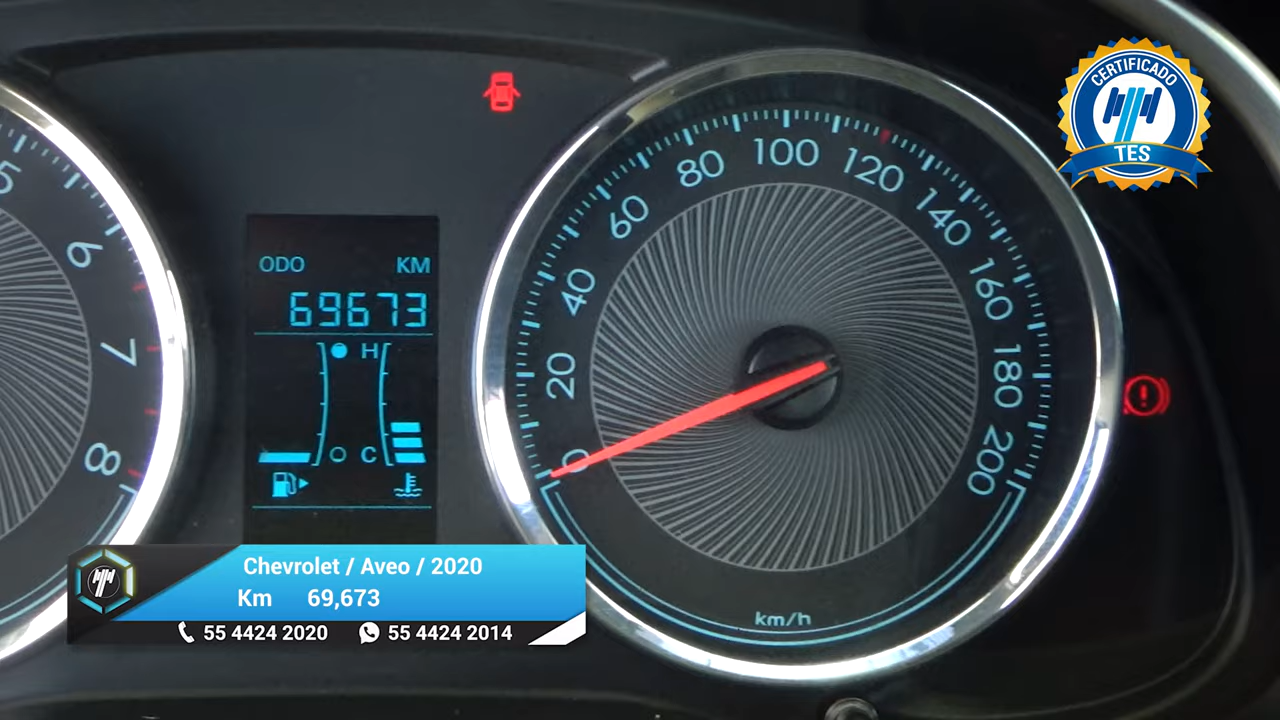 CERTIFICADO
TES
5
6
7
8
ODO KM
69673
H
C
0
20
40
60
80
100
120
140
160
180
200
km/h
Chevrolet / Aveo / 2020
Km 69,673
55 4424 2020 55 4424 2014